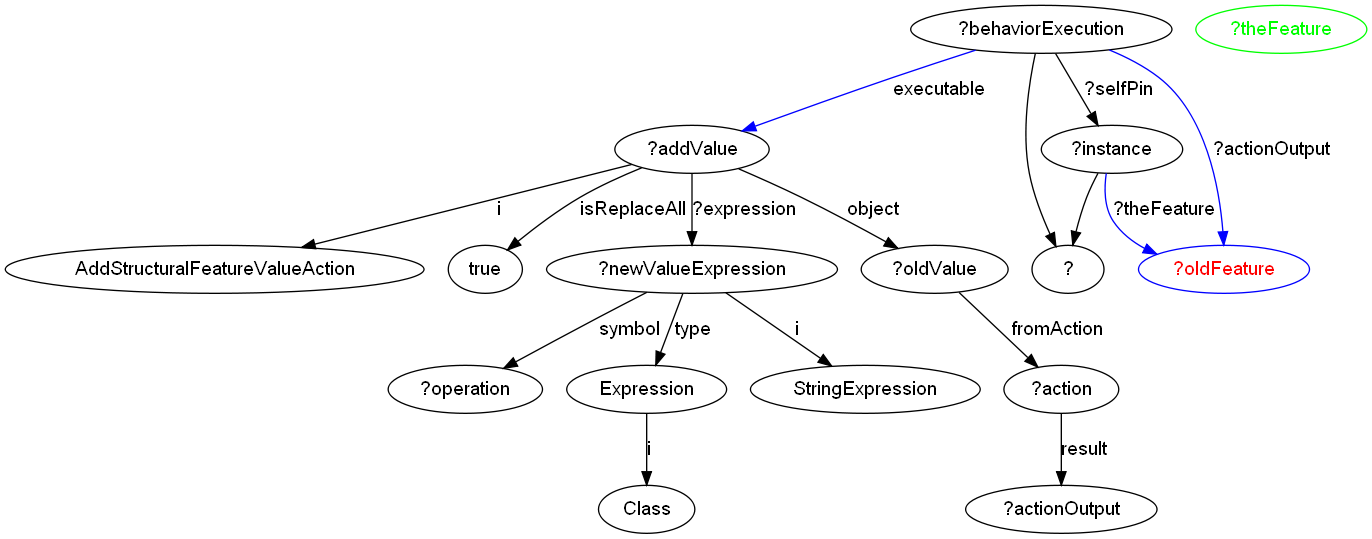 ?behaviorExecution
?theFeature
executable
?selfPin
?addValue
?instance
?actionOutput
i
isReplaceAll
?expression
object
?theFeature
AddStructuralFeatureValueAction
true
?newValueExpression
?oldValue
?
?oldFeature
symbol
type
i
fromAction
?operation
Expression
StringExpression
?action
i
result
Class
?actionOutput